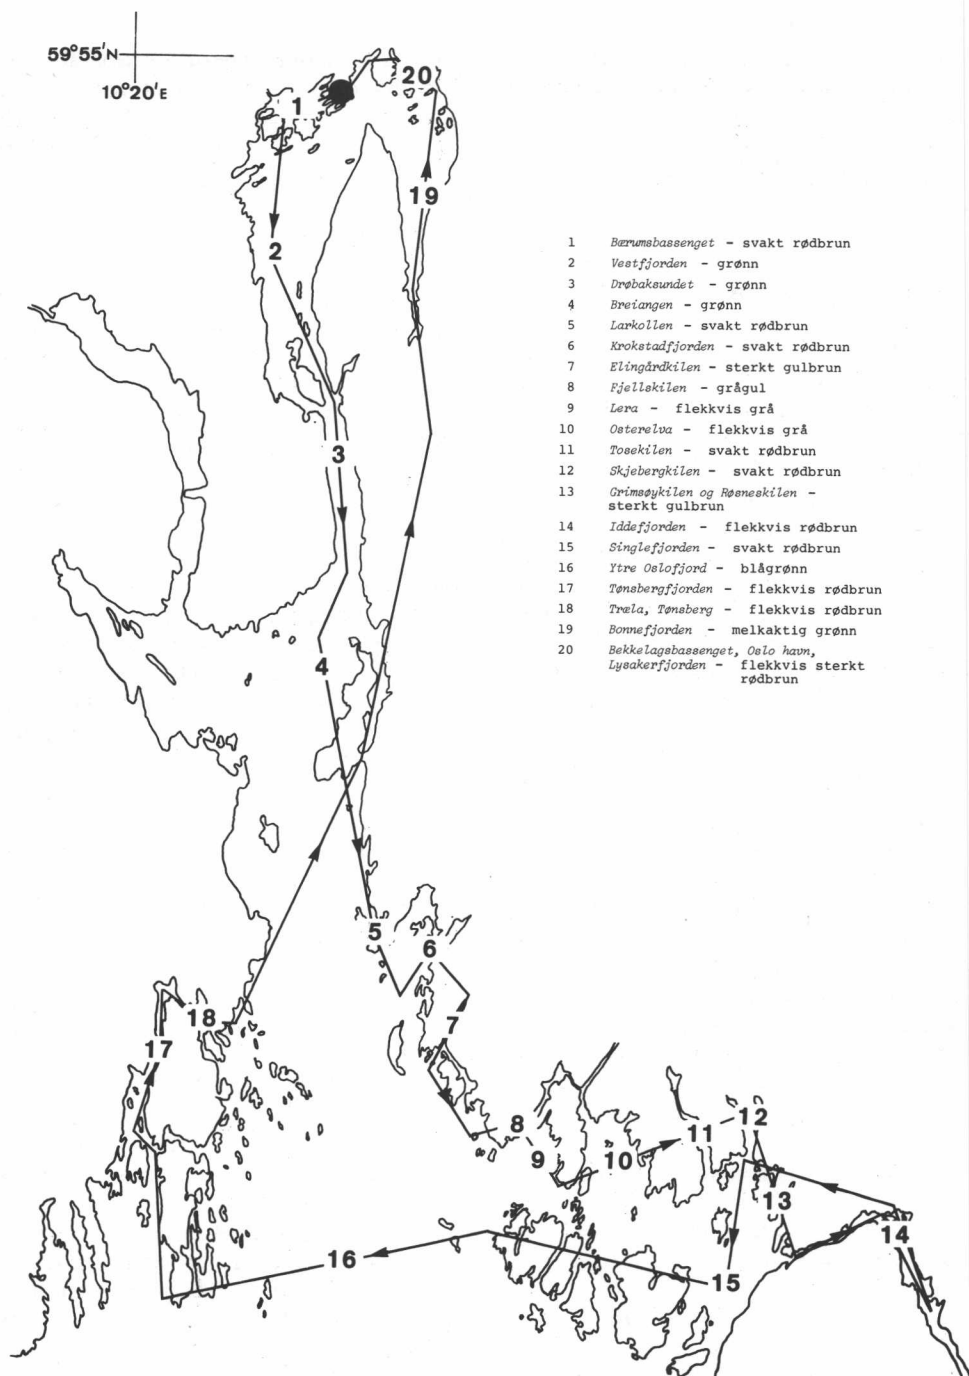 59°55'N
10°20'E
20
1
19
2
3
4
5
6
7
18
17
8
9
10
11
12
13
14
15
16
1 Bærumsbassenget - svakt rødbrun
2 Vestfjorden - grønn
3 Drøbaksundet - grønn
4 Breiangen - grønn
5 Larkollen - svakt rødbrun
6 Krokstadfjorden - svakt rødbrun
7 Elingårdkilen - sterkt gulbrun
8 Fjellskilen - grågul
9 Lera - flekkvis grå
10 Osterelva - flekkvis grå
11 Tosekilen - svakt rødbrun
12 Skjebergkilen - svakt rødbrun
13 Grimsøykilen og Røsneskilen -
sterkt gulbrun
14 Iddefjorden - flekkvis rødbrun
15 Singlefjorden - svakt rødbrun
16 Ytre Oslofjord - blågrønn
17 Tønsbergfjorden - flekkvis rødbrun
18 Træla, Tønsberg - flekkvis rødbrun
19 Bonnefjorden - melkaktig grønn
20 Bekkelagsbassenget, Oslo havn,
Lysakerfjorden - flekkvis sterkt
rødbrun